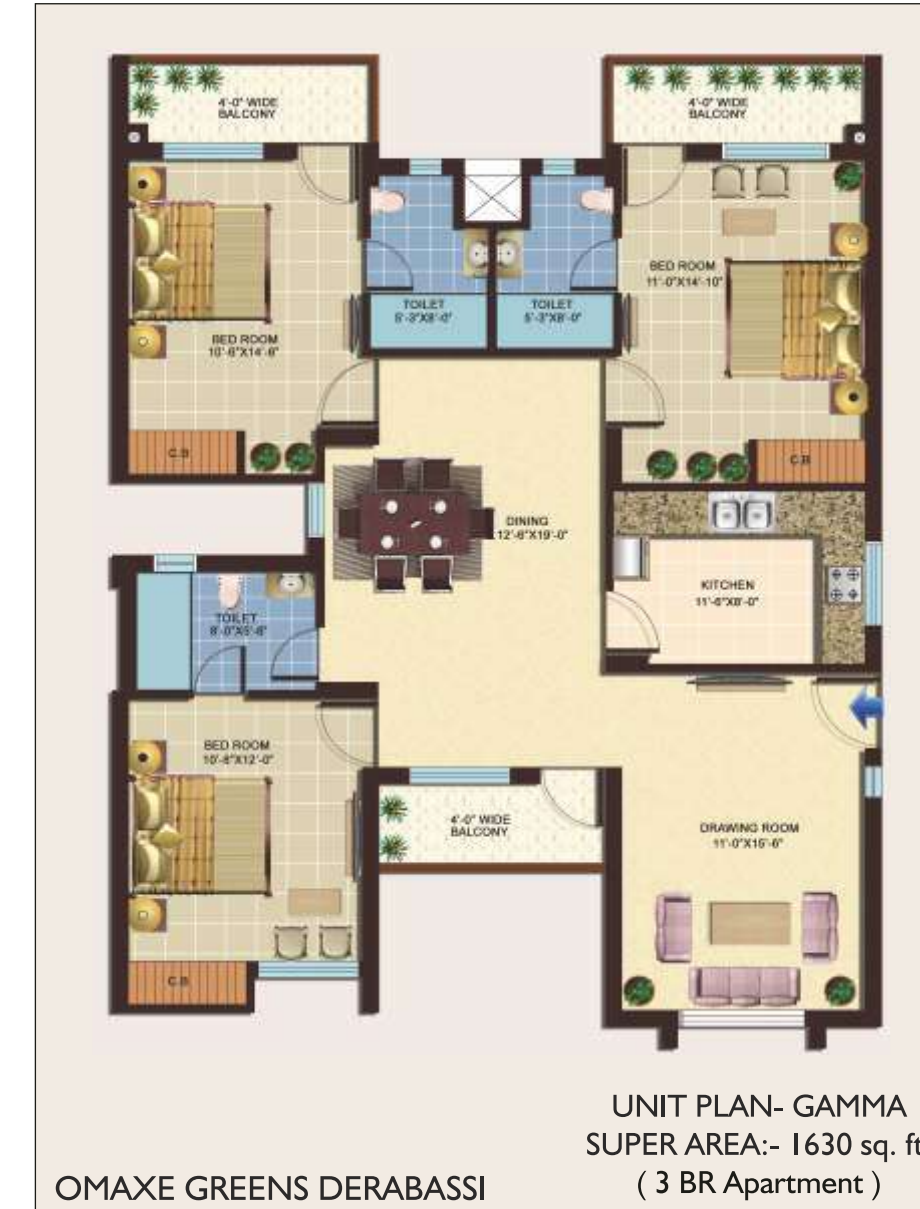 4'-0" WIDE
BALCONY
4'-0" WIDE
BALCONY
TOILET
5'-3"X8'-0"
TOILET
5'-3"X8'-0"
BED ROOM
11'-0"X14'-10"
BED ROOM
10'-6"X14'-6"
C.B
C.B
DINING
12'-6"X19'-0"
KITCHEN
11'-6"X8'-0"
TOILET
8'-0"X5'-6"
BED ROOM
10'-6"X12'-0"
4'-0" WIDE
BALCONY
DRAWING ROOM
11'-0"X15'-6"
C.B
UNIT PLAN- GAMMA
SUPER AREA:- 1630 sq. ft
( 3 BR Apartment )
OMAXE GREENS DERABASSI